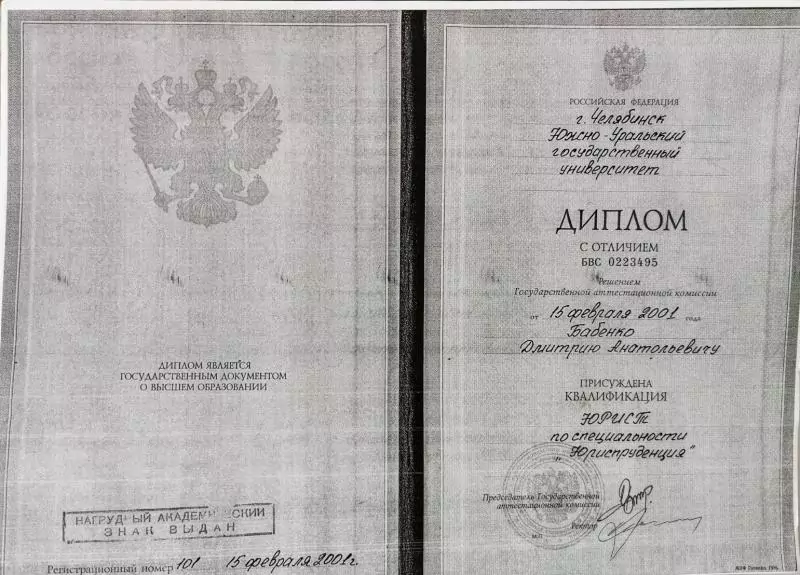 ДИПЛОМ ЯВЛЯЕТСЯ
ГОСУДАРСТВЕННЫМ ДОКУМЕНТОМ
О ВЫСШЕМ ОБРАЗОВАНИИ
НАГРУДНЫЙ АКАДЕМИЧЕСКИЙ
ЗНАК ВЫДАН
Регистрационный номер 101 15 февраля 2001г.
РОССИЙСКАЯ ФЕДЕРАЦИЯ
г. Челябинск
Южно-Уральский
государственный
университет
ДИПЛОМ
С ОТЛИЧИЕМ
БВС 0223495
Решением
Государственной аттестационной комиссии
от 15 февраля 2001 года
Бабенко
Дмитрию Анатольевичу
ПРИСУЖДЕНА
КВАЛИФИКАЦИЯ
ЮРИСТ
по специальности
"Юриспруденция"
Председатель Государственной
аттестационной комиссии
Ректор
М.П.